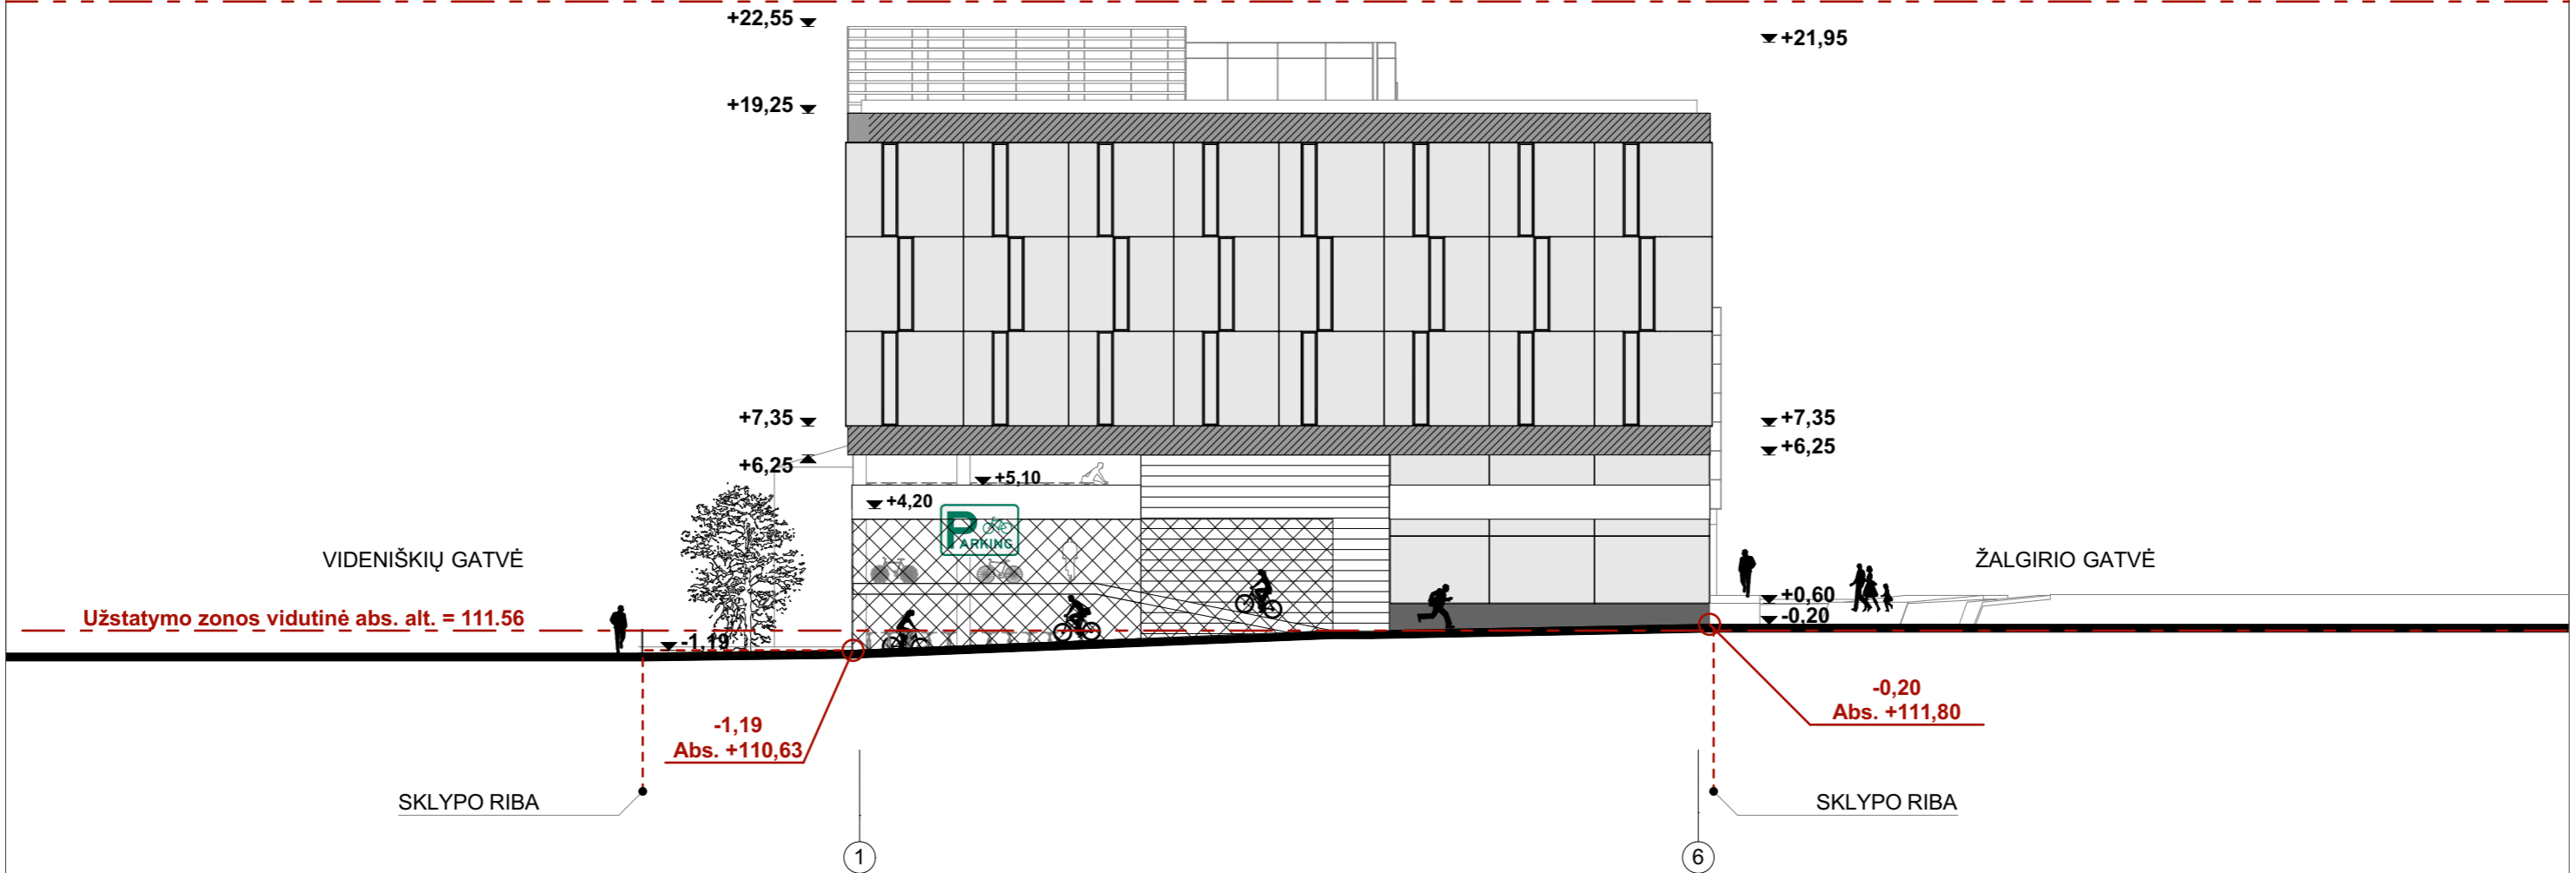 +22,55
+21,95
+19,25
+7,35
+7,35
+6,25
+6,25
+5,10
+4,20
PARKING
VIDENIŠKIŲ GATVĖ
ŽALGIRIO GATVĖ
Užstatymo zonos vidutinė abs. alt. = 111.56
+0,60
-0,20
-1,19
-0,20
Abs. +111,80
-1,19
Abs. +110,63
SKLYPO RIBA
SKLYPO RIBA
1
6